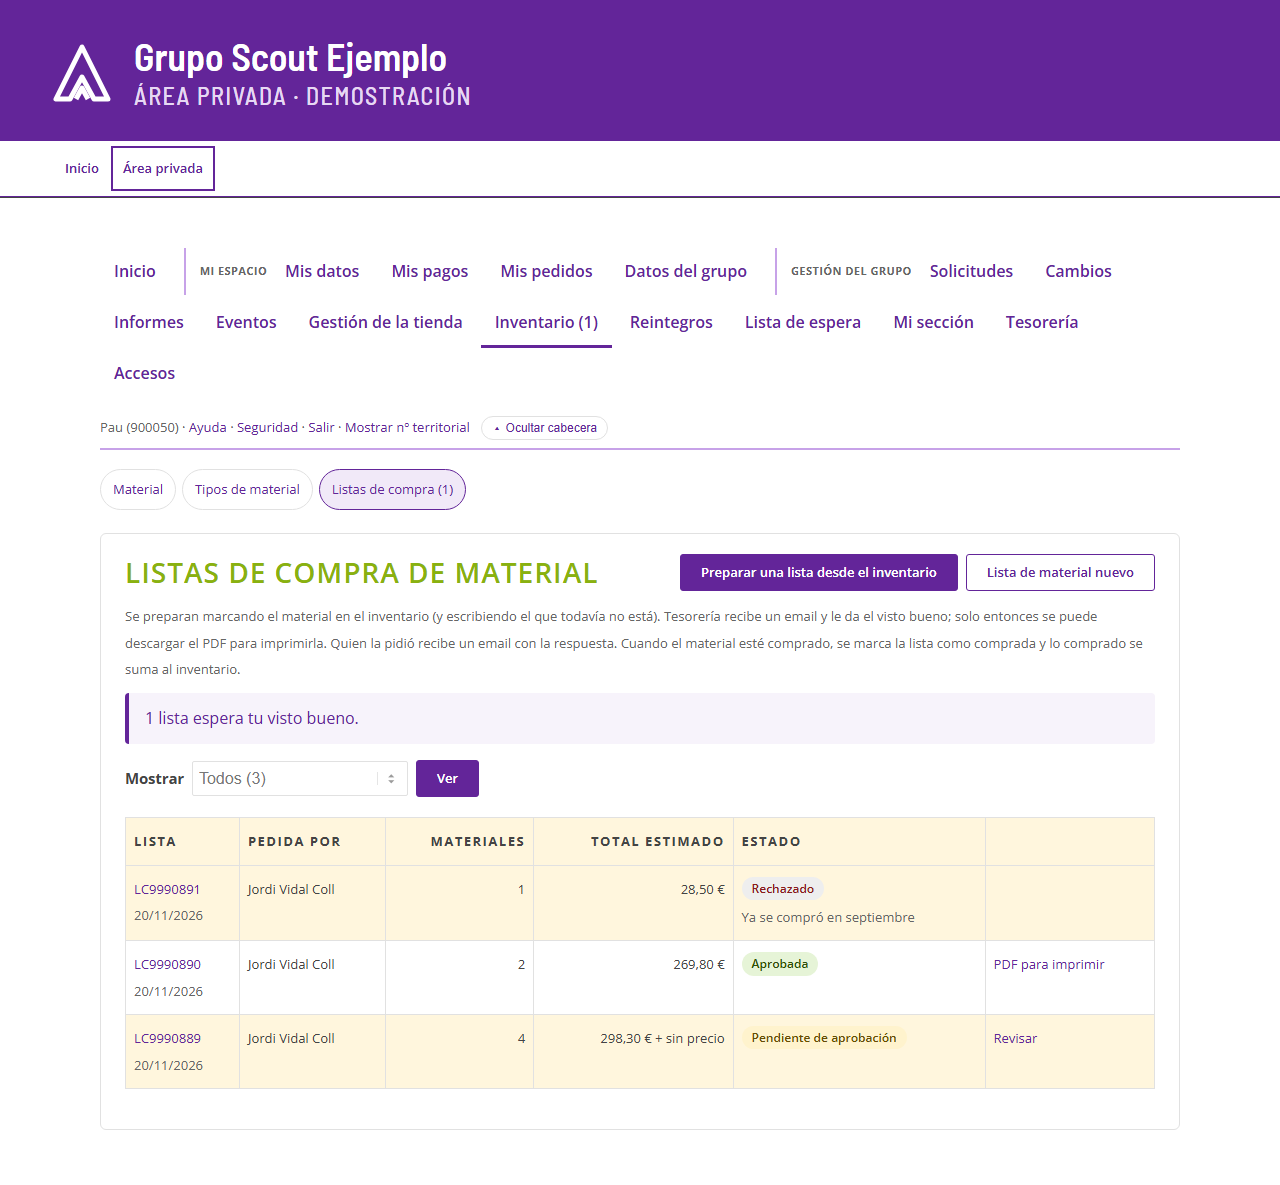 Grupo Scout Ejemplo
ÁREA PRIVADA · DEMOSTRACIÓN
Inicio Área privada
Inicio MI ESPACIO Mis datos Mis pagos Mis pedidos Datos del grupo GESTIÓN DEL GRUPO Solicitudes Cambios
Informes Eventos Gestión de la tienda Inventario (1) Reintegros Lista de espera Mi sección Tesorería
Accesos
Pau (900050) · Ayuda · Seguridad · Salir · Mostrar nº territorial ▲ Ocultar cabecera
Material Tipos de material Listas de compra (1)
LISTAS DE COMPRA DE MATERIAL Preparar una lista desde el inventario Lista de material nuevo
Se preparan marcando el material en el inventario (y escribiendo el que todavía no está). Tesorería recibe un email y le da el visto bueno; solo entonces se puede
descargar el PDF para imprimirla. Quien la pidió recibe un email con la respuesta. Cuando el material esté comprado, se marca la lista como comprada y lo comprado se
suma al inventario.
1 lista espera tu visto bueno.
Mostrar Todos (3) Ver
LISTA PEDIDA POR MATERIALES TOTAL ESTIMADO ESTADO
LC9990891 Jordi Vidal Coll 1 28,50 € Rechazado
20/11/2026 Ya se compró en septiembre
LC9990890 Jordi Vidal Coll 2 269,80 € Aprobada PDF para imprimir
20/11/2026
LC9990889 Jordi Vidal Coll 4 298,30 € + sin precio Pendiente de aprobación Revisar
20/11/2026